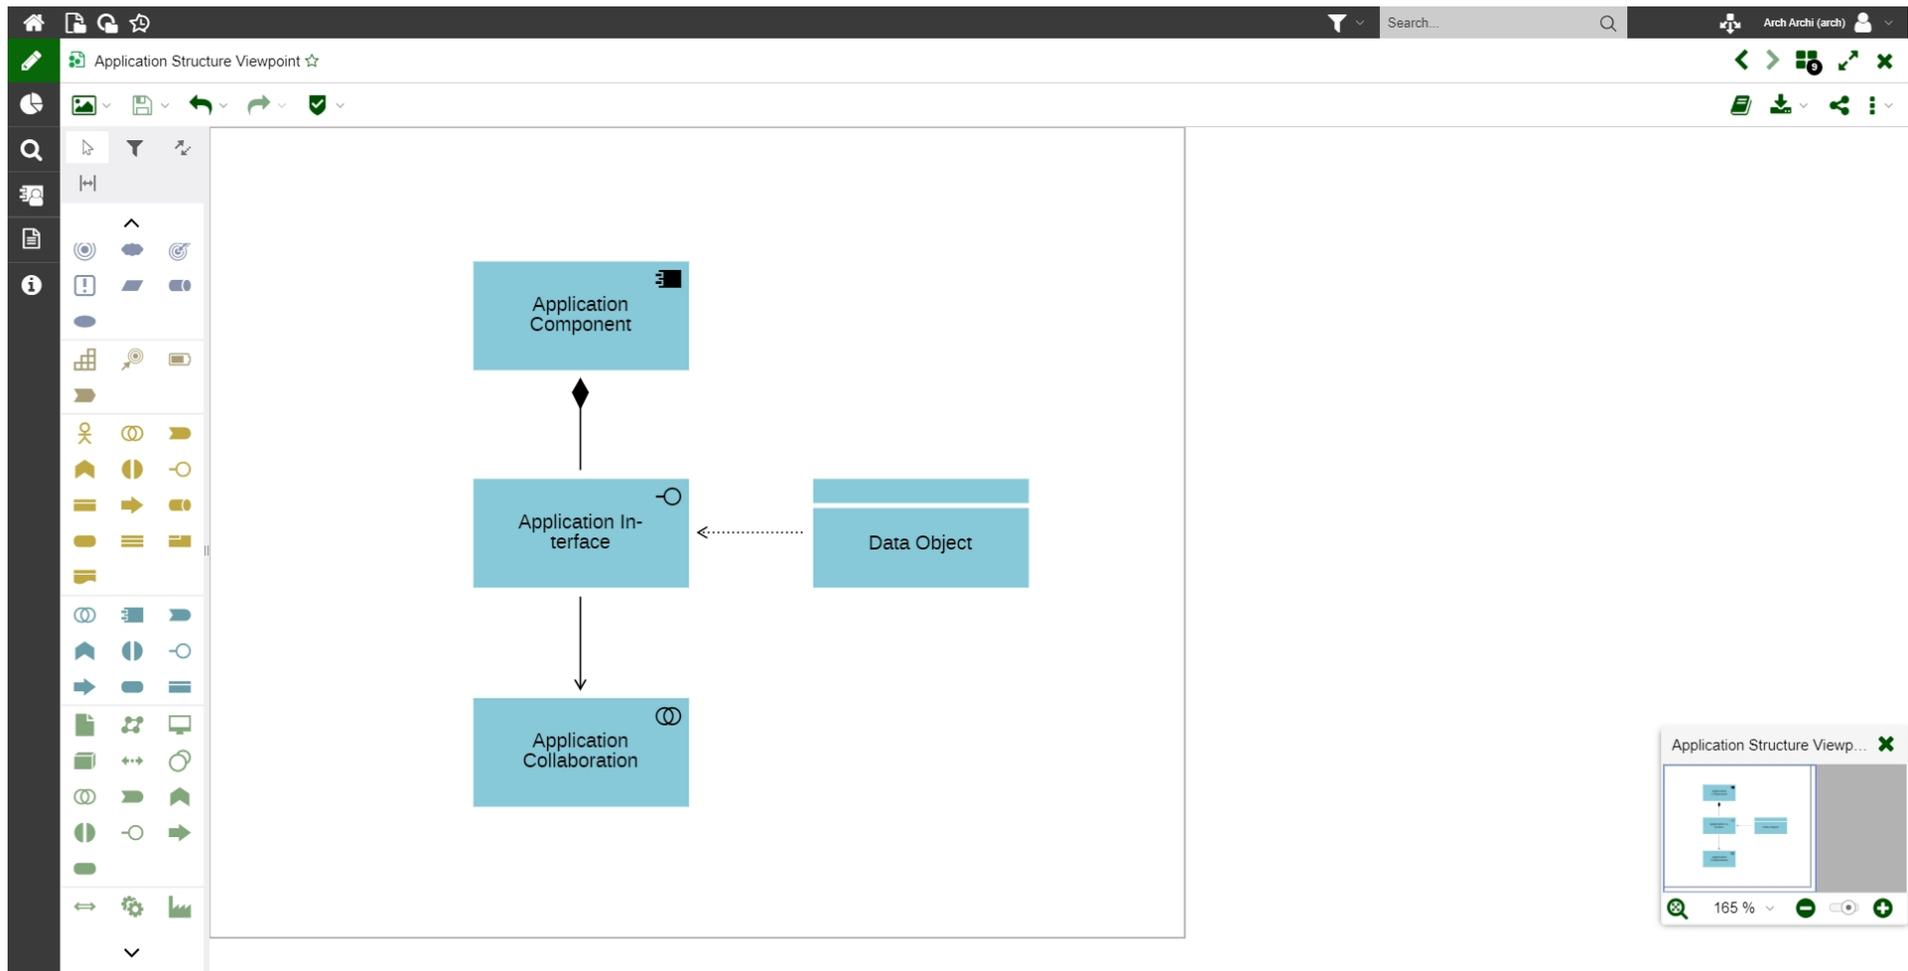 Search...
Arch Archi (arch)
Application Structure Viewpoint
9
Application
Component
Application In-
terface
Data Object
Application
Collaboration
Application Structure Viewp...
165 %